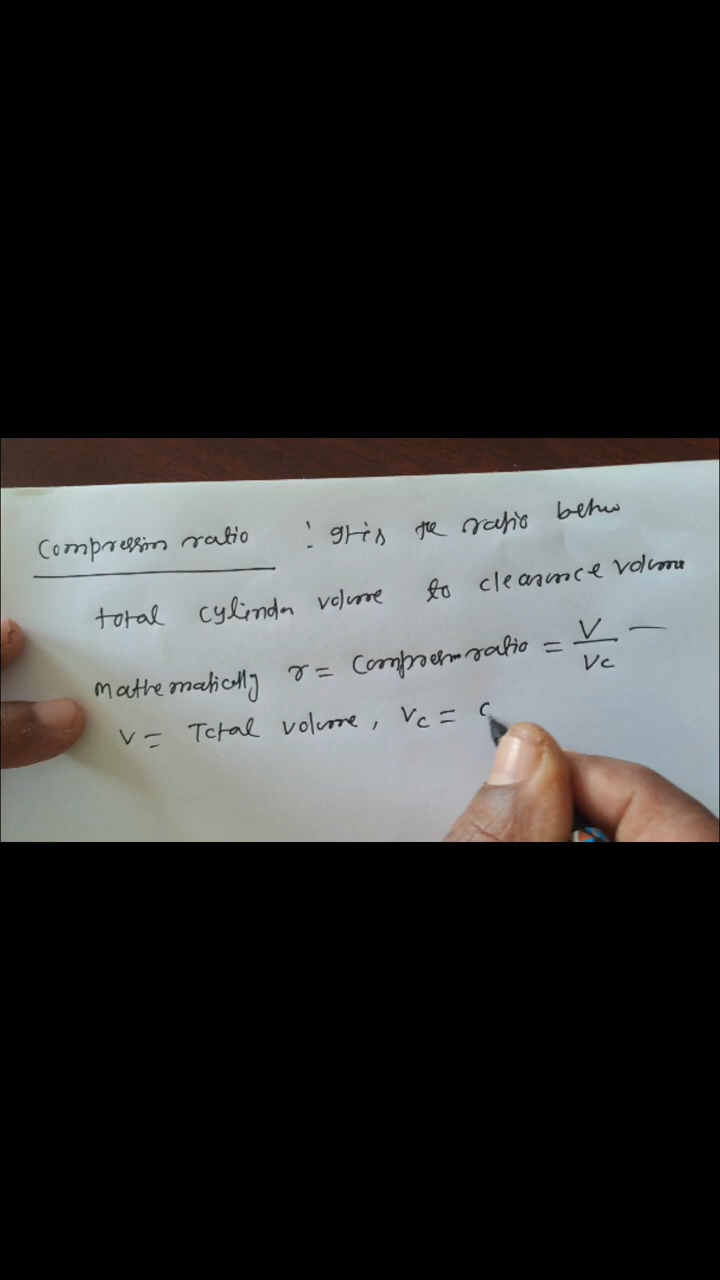 Compression ratio : It is the ratio betw
total cylinder volume to clearance volume
Mathematically r = Compression ratio = V/Vc —
V = Total volume, Vc = c